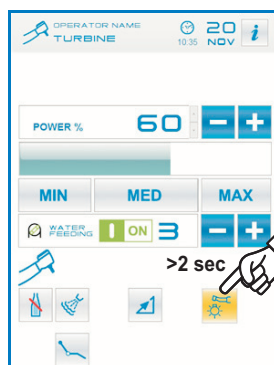 OPERATOR NAME
TURBINE
10:35
20
NOV
i
POWER % 60 - +
MIN MED MAX
WATER
FEEDING I ON 3 - +
>2 sec